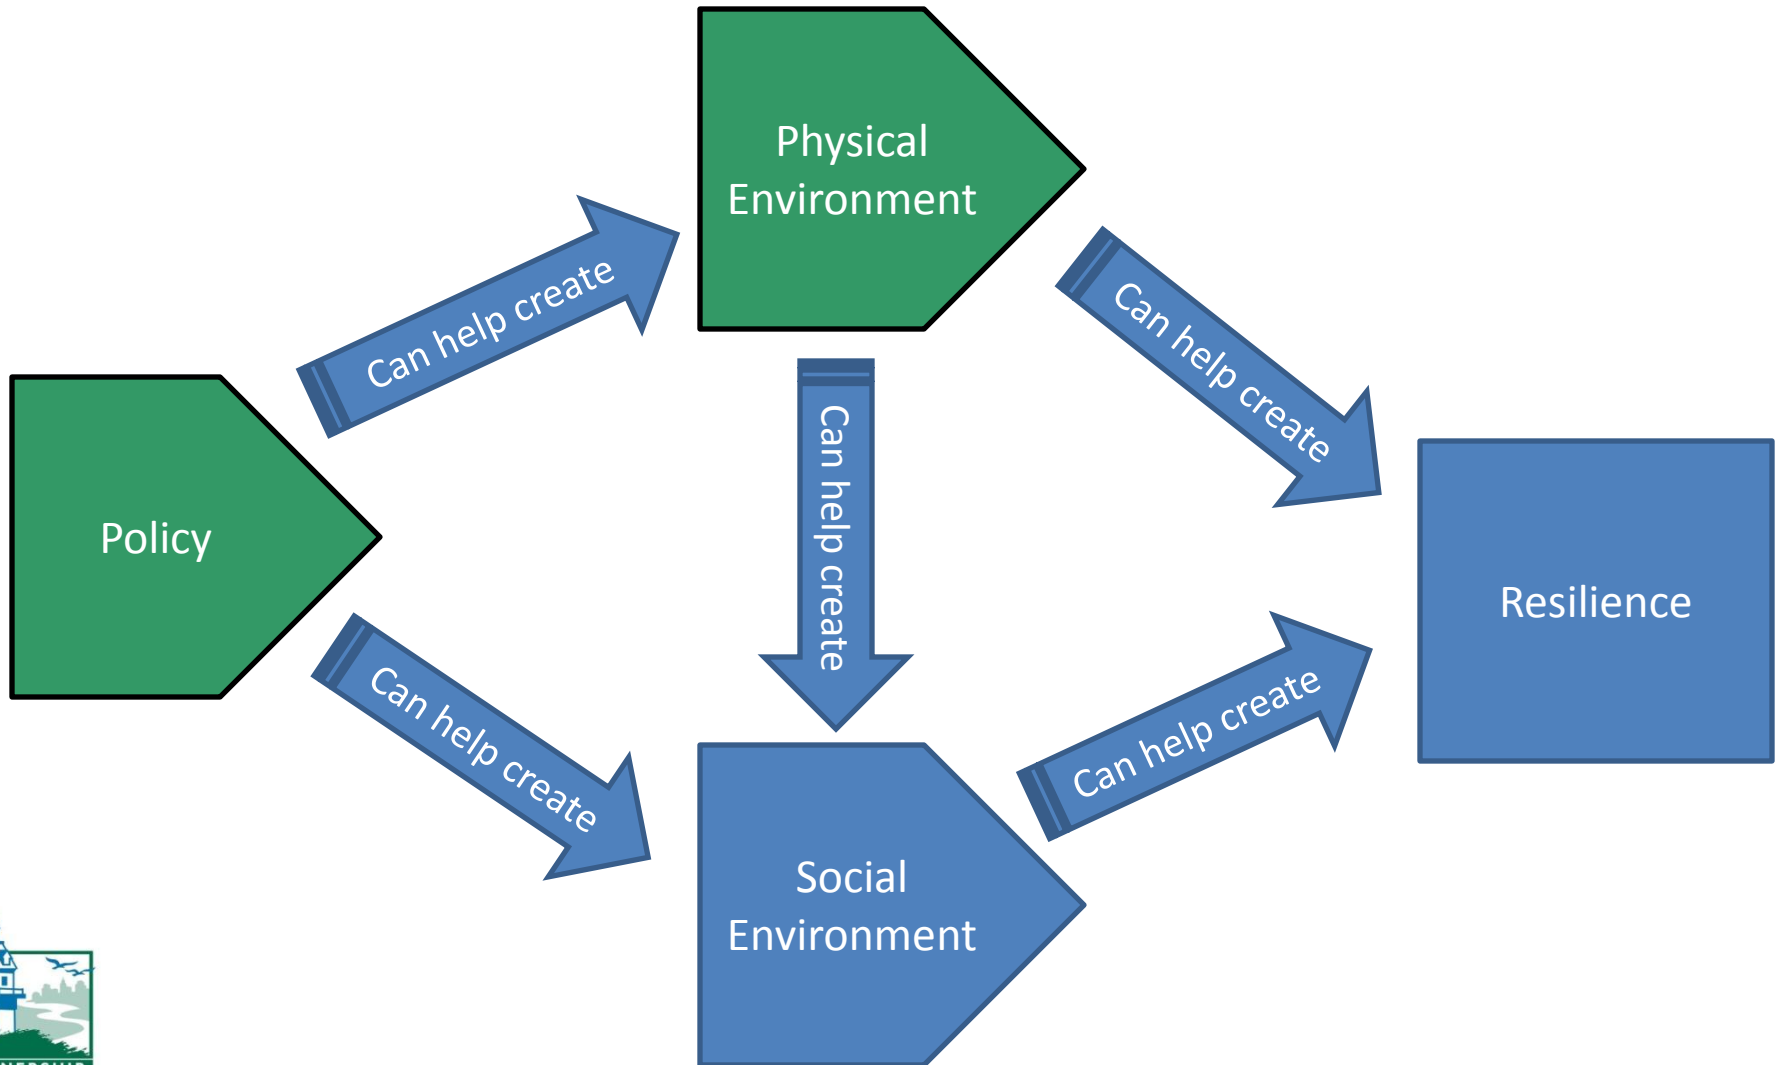 Physical
Environment
Can help create
Can help create
Can help create
Policy
Resilience
Can help create
Can help create
Social
Environment